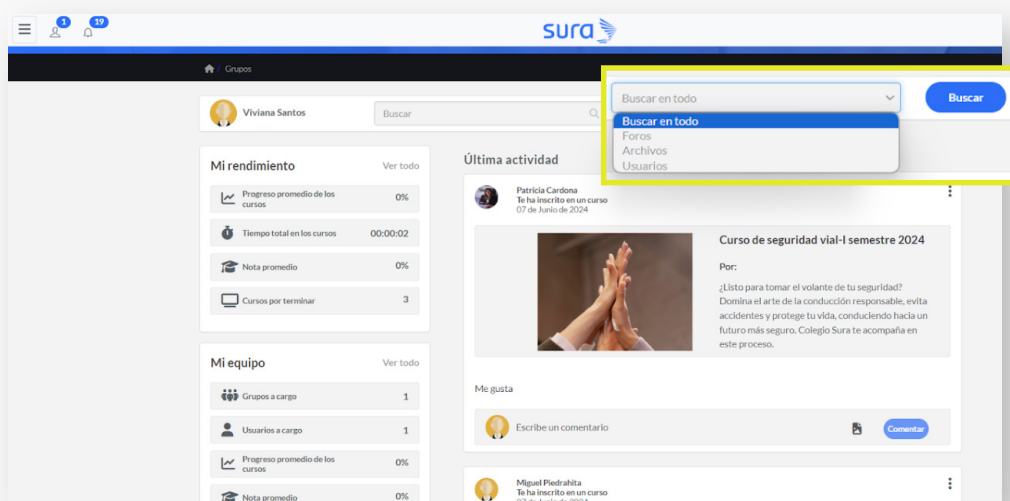 1
19
sura
/ Grupos
Viviana Santos
Buscar
Buscar en todo
Buscar
Buscar en todo
Foros
Archivos
Usuarios
Mi rendimiento
Ver todo
Progreso promedio de los
cursos
0%
Tiempo total en los cursos
00:00:02
Nota promedio
0%
Cursos por terminar
3
Mi equipo
Ver todo
Grupos a cargo
1
Usuarios a cargo
1
Progreso promedio de los
cursos
0%
Nota promedio
0%
Última actividad
Patricia Cardona
Te ha inscrito en un curso
07 de Junio de 2024
Curso de seguridad vial-I semestre 2024
Por:
¿Listo para tomar el volante de tu seguridad?
Domina el arte de la conducción responsable, evita
accidentes y protege tu vida, conduciendo hacia un
futuro más seguro. Colegio Sura te acompaña en
este proceso.
Me gusta
Escribe un comentario
Comentar
Miguel Piedrahita
Te ha inscrito en un curso
07 de Junio de 2024